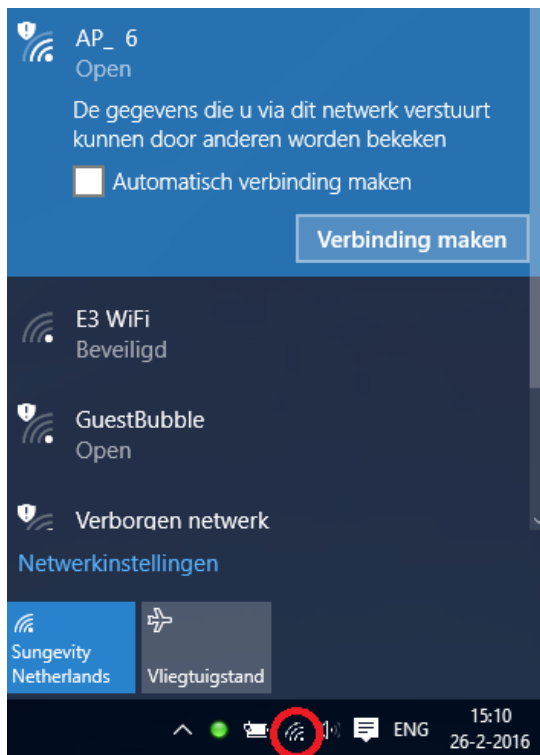 AP_ 6
Open
De gegevens die u via dit netwerk verstuurt
kunnen door anderen worden bekeken
Automatisch verbinding maken
Verbinding maken
E3 WiFi
Beveiligd
GuestBubble
Open
Verborgen netwerk
Netwerkinstellingen
Sungevity
Netherlands
Vliegtuigstand
ENG
15:10
26-2-2016